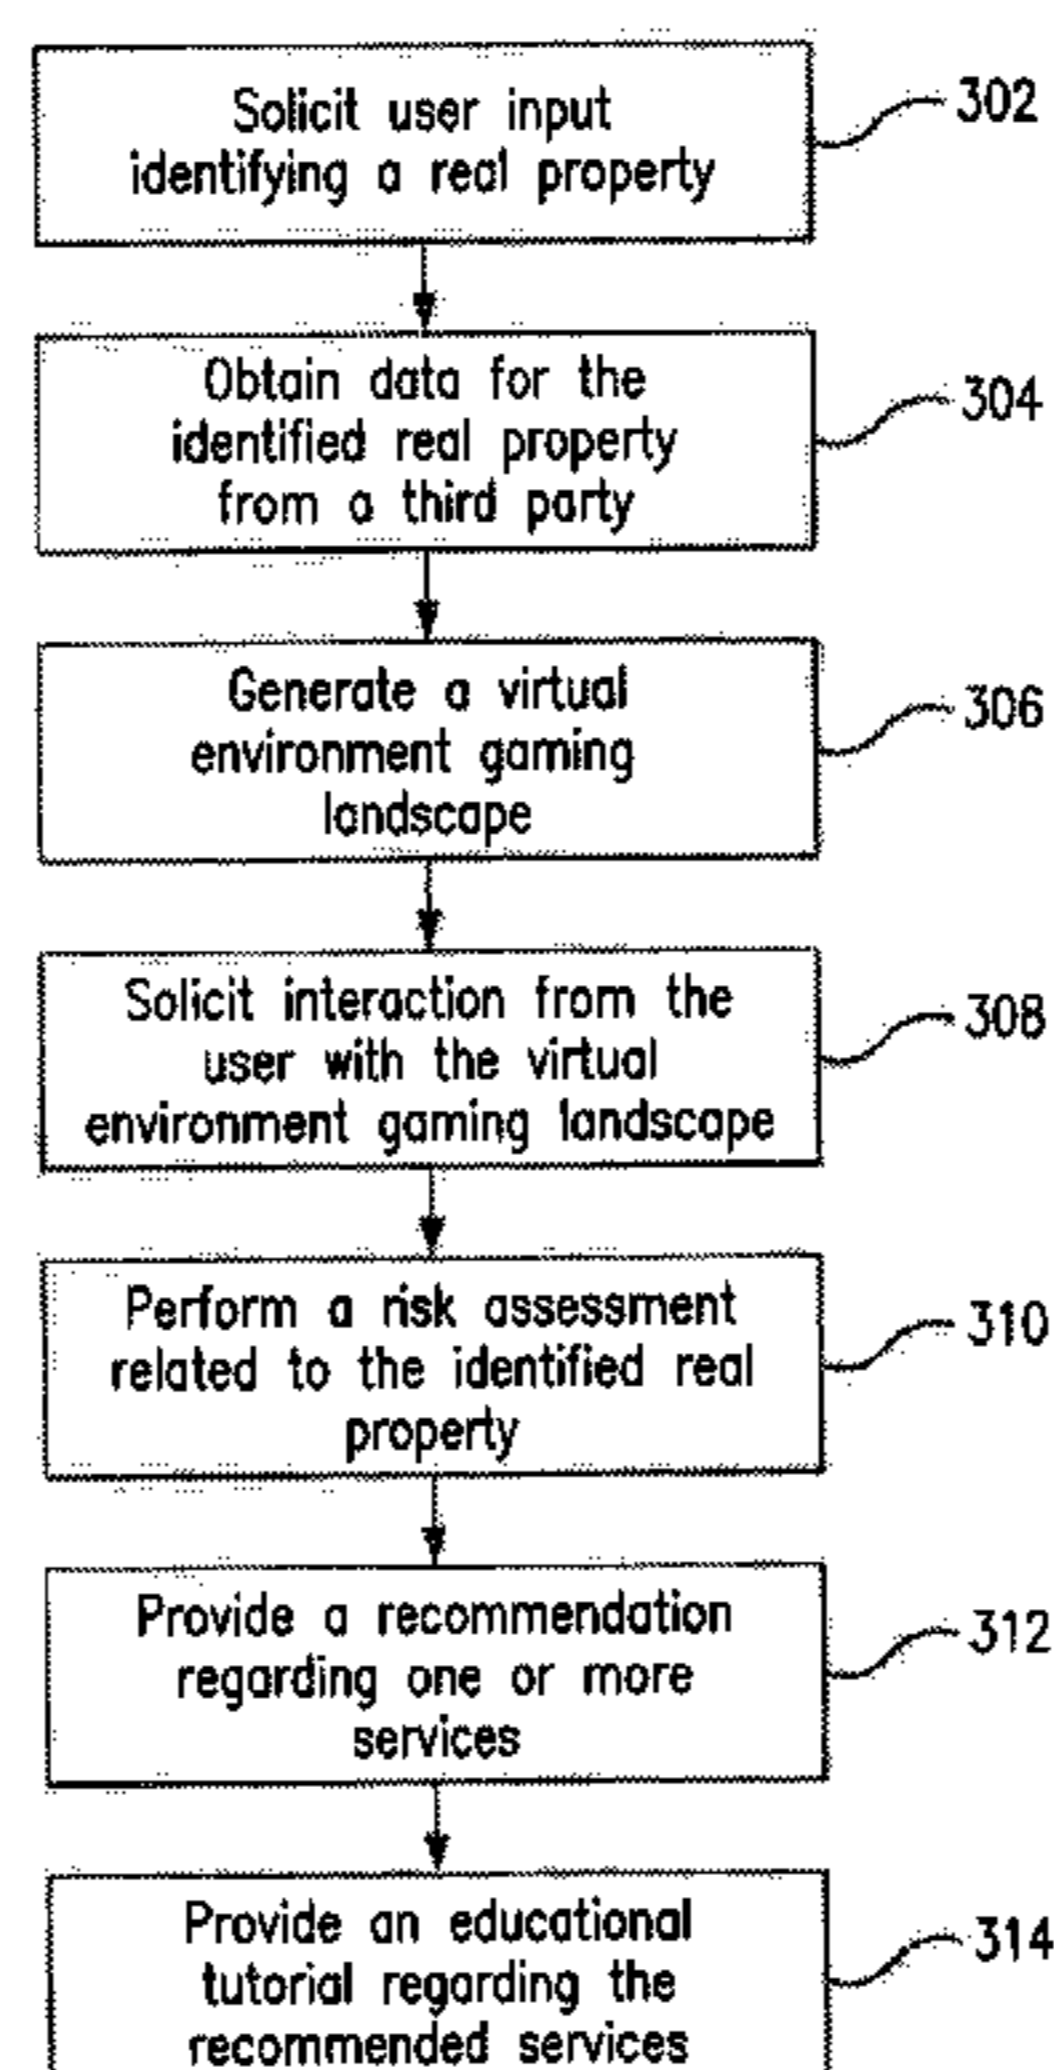 Solicit user input
identifying a real property
302
Obtain data for the
identified real property
from a third party
304
Generate a virtual
environment gaming
landscape
306
Solicit interaction from the
user with the virtual
environment gaming landscape
308
Perform a risk assessment
related to the identified real
property
310
Provide a recommendation
regarding one or more
services
312
Provide an educational
tutorial regarding the
recommended services
314